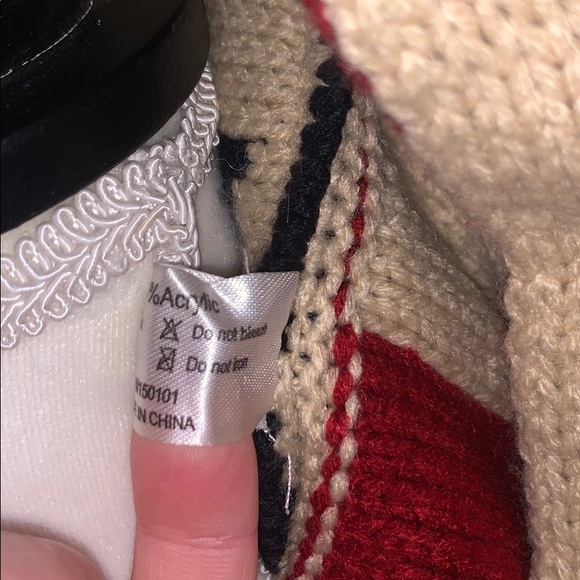 %Acrylic
Do not bleach
Do not iron
150101
IN CHINA